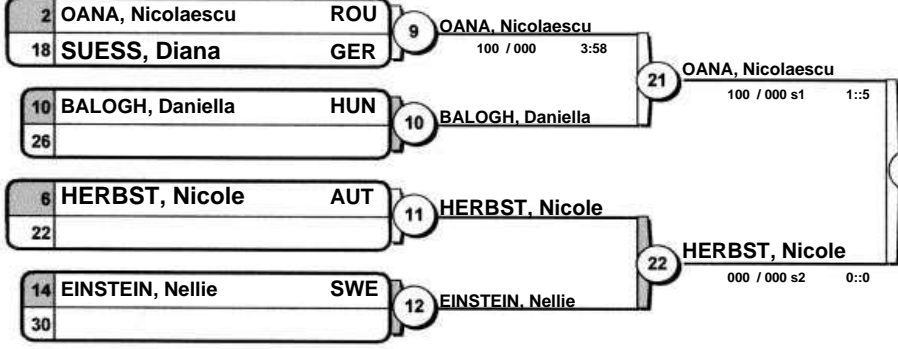 2 OANA, Nicolaescu ROU
18 SUESS, Diana GER
9
OANA, Nicolaescu
100 / 000 3:58
10 BALOGH, Daniella HUN
26
10
BALOGH, Daniella
21
OANA, Nicolaescu
100 / 000 s1 1::5
6 HERBST, Nicole AUT
22
11
HERBST, Nicole
14 EINSTEIN, Nellie SWE
30
12
EINSTEIN, Nellie
22
HERBST, Nicole
000 / 000 s2 0::0